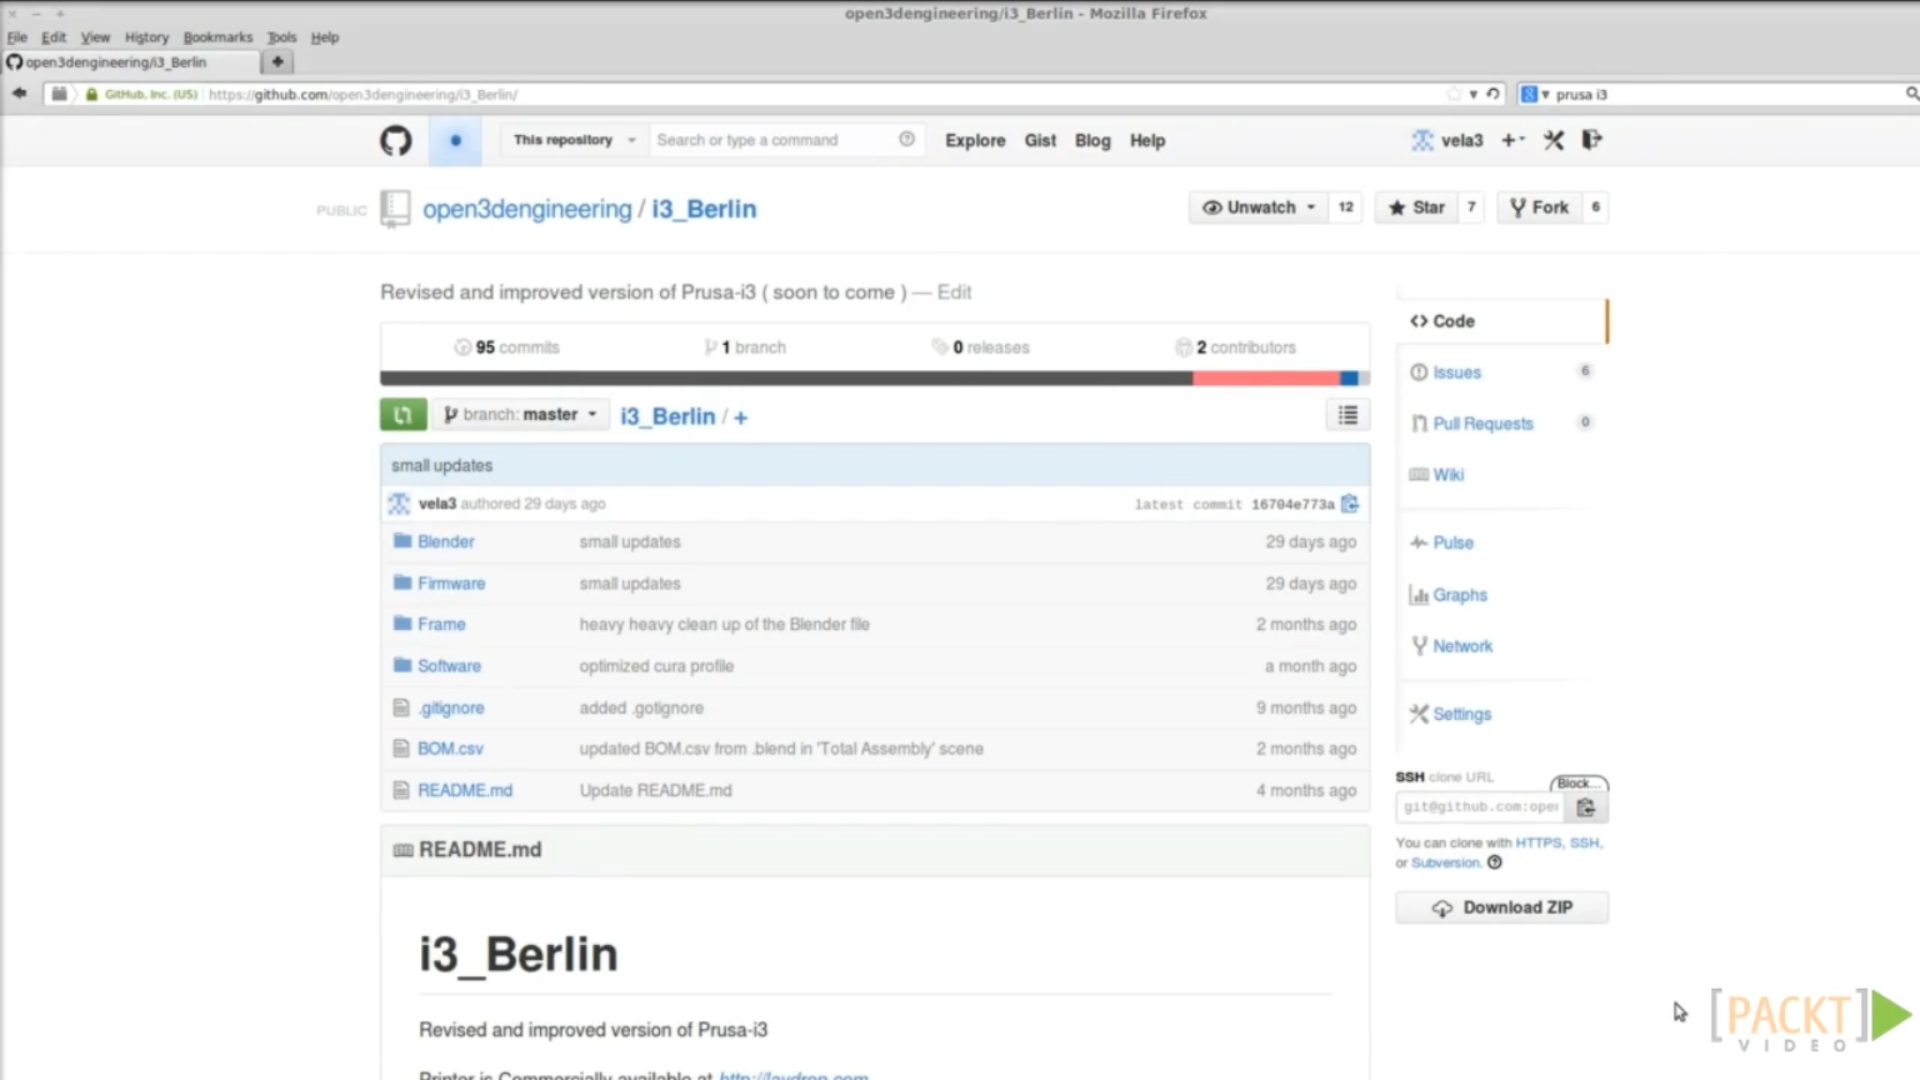 open3dengineering/i3_Berlin - Mozilla Firefox
File Edit View History Bookmarks Tools Help
open3dengineering/i3_Berlin
GitHub, Inc. (US) https://github.com/open3dengineering/i3_Berlin/
prusa i3
This repository Search or type a command Explore Gist Blog Help vela3
PUBLIC open3dengineering / i3_Berlin Unwatch 12 Star 7 Fork 6
Revised and improved version of Prusa-i3 ( soon to come ) — Edit
95 commits 1 branch 0 releases 2 contributors
branch: master i3_Berlin / +
small updates
vela3 authored 29 days ago latest commit 16704e773a
Blender small updates 29 days ago
Firmware small updates 29 days ago
Frame heavy heavy clean up of the Blender file 2 months ago
Software optimized cura profile a month ago
.gitignore added .gotignore 9 months ago
BOM.csv updated BOM.csv from .blend in 'Total Assembly' scene 2 months ago
README.md Update README.md 4 months ago
README.md
i3_Berlin
Revised and improved version of Prusa-i3
Printer is Commercially available at http://laydrop.com
<> Code
Issues 6
Pull Requests 0
Wiki
Pulse
Graphs
Network
Settings
SSH clone URL
Block...
git@github.com:oper
You can clone with HTTPS, SSH,
or Subversion.
Download ZIP
[PACKT]
VIDEO